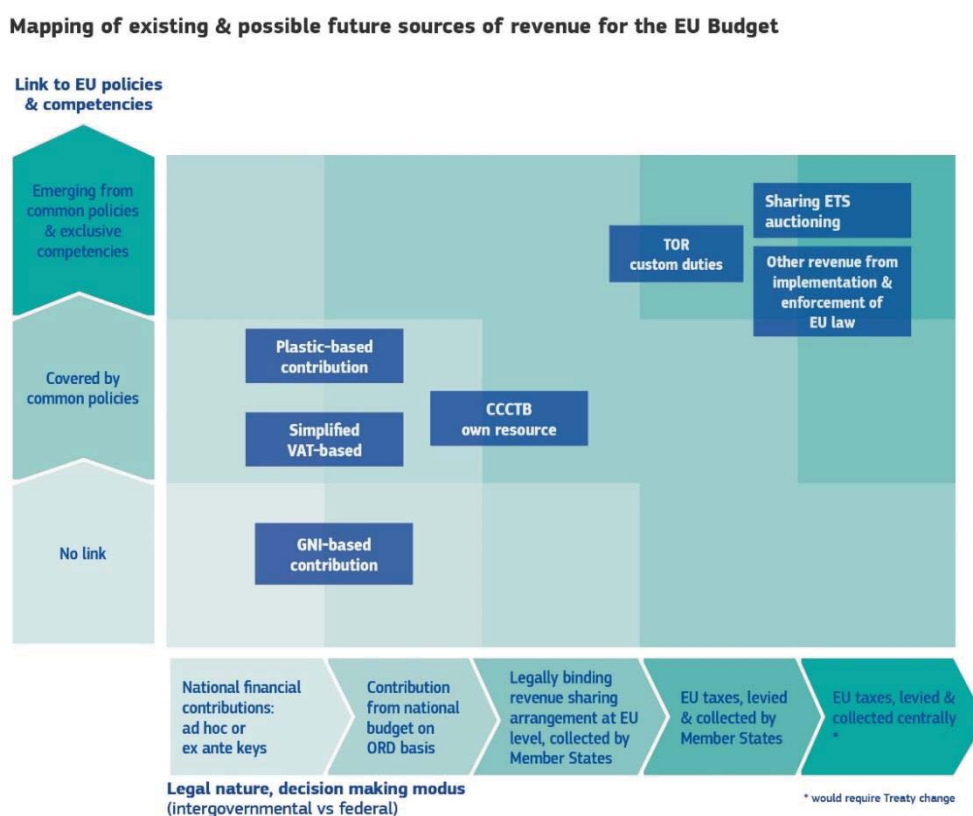 Mapping of existing & possible future sources of revenue for the EU Budget
Link to EU policies
& competencies
Emerging from
common policies
& exclusive
competencies
Sharing ETS
auctioning
TOR
custom duties
Other revenue from
implementation &
enforcement of
EU law
Covered by
common policies
Plastic-based
contribution
Simplified
VAT-based
CCCTB
own resource
No link
GNI-based
contribution
National financial
contributions:
ad hoc or
ex ante keys
Contribution
from national
budget on
ORD basis
Legally binding
revenue sharing
arrangement at EU
level, collected by
Member States
EU taxes, levied
& collected by
Member States
EU taxes, levied &
collected centrally
*
Legal nature, decision making modus
(intergovernmental vs federal)
* would require Treaty change